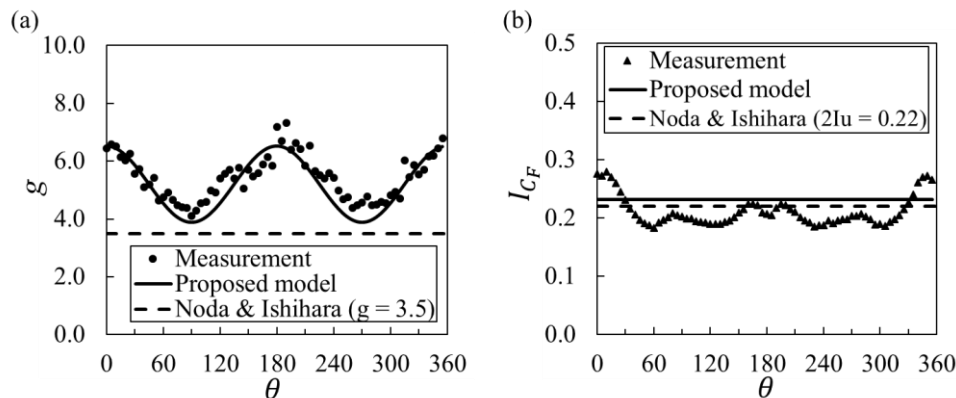 (a)
10.0
8.0
6.0
g
4.0
2.0
0.0
Measurement
Proposed model
Noda & Ishihara (g = 3.5)
0 60 120 180 240 300 360
θ
(b)
0.5
0.4
0.3
I_{C_F}
0.2
0.1
0.0
Measurement
Proposed model
Noda & Ishihara (2Iu = 0.22)
0 60 120 180 240 300 360
θ